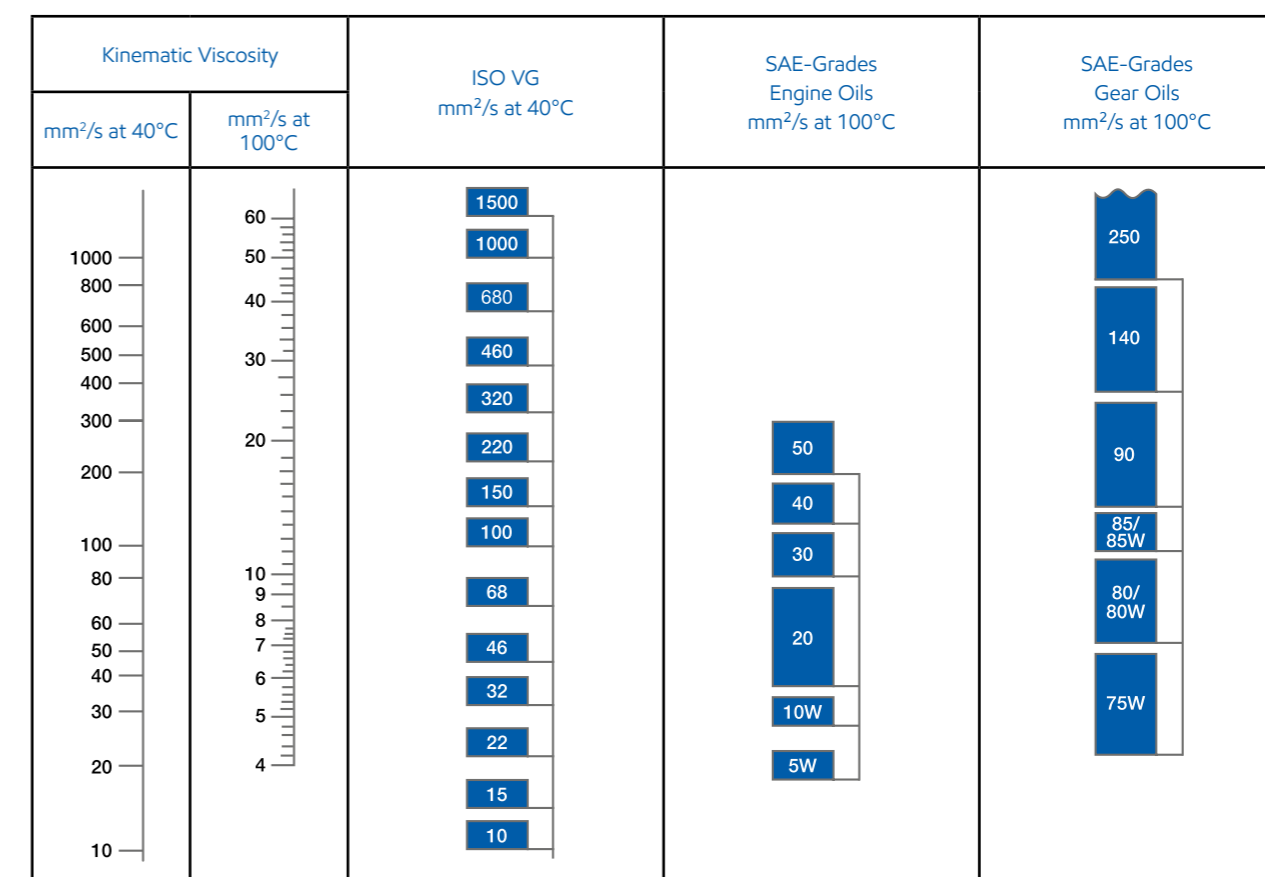 Kinematic Viscosity
mm²/s at 40°C
mm²/s at
100°C
ISO VG
mm²/s at 40°C
SAE-Grades
Engine Oils
mm²/s at 100°C
SAE-Grades
Gear Oils
mm²/s at 100°C
1000
800
600
500
400
300
200
100
80
60
50
40
30
20
10
60
50
40
30
20
10
9
8
7
6
5
4
1500
1000
680
460
320
220
150
100
68
46
32
22
15
10
50
40
30
20
10W
5W
250
140
90
85/
85W
80/
80W
75W